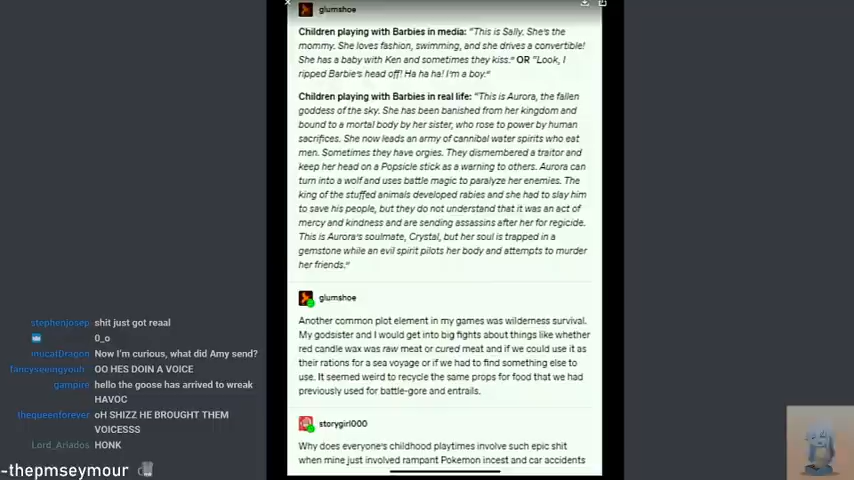 glumshoe
Children playing with Barbies in media: "This is Sally. She's the
mommy. She loves fashion, swimming, and she drives a convertible!
She has a baby with Ken and sometimes they kiss." OR "Look, I
ripped Barbie's head off! Ha ha ha! I'm a boy."
Children playing with Barbies in real life: "This is Aurora, the fallen
goddess of the sky. She has been banished from her kingdom and
bound to a mortal body by her sister, who rose to power by human
sacrifices. She now leads an army of cannibal water spirits who eat
men. Sometimes they have orgies. They dismembered a traitor and
keep her head on a Popsicle stick as a warning to others. Aurora can
turn into a wolf and uses battle magic to paralyze her enemies. The
king of the stuffed animals developed rabies and she had to slay him
to save his people, but they do not understand that it was an act of
mercy and kindness and are sending assassins after her for regicide.
This is Aurora's soulmate, Crystal, but her soul is trapped in a
gemstone while an evil spirit pilots her body and attempts to murder
her friends."
glumshoe
Another common plot element in my games was wilderness survival.
My godsister and I would get into big fights about things like whether
red candle wax was raw meat or cured meat and if we could use it as
their rations for a sea voyage or if we had to find something else to
use. It seemed weird to recycle the same props for food that we had
previously used for battle-gore and entrails.
storygirl000
Why does everyone's childhood playtimes involve such epic shit
when mine just involved rampant Pokemon incest and car accidents
stephenjosep shit just got reaal
0_o
imicatDragon Now I'm curious, what did Amy send?
fancyseeingyouh OO HES DOIN A VOICE
gampire hello the goose has arrived to wreak
HAVOC
thequeenforever oH SHIZZ HE BROUGHT THEM
VOICESSS
Lord_Ariados HONK
-thepmseymour